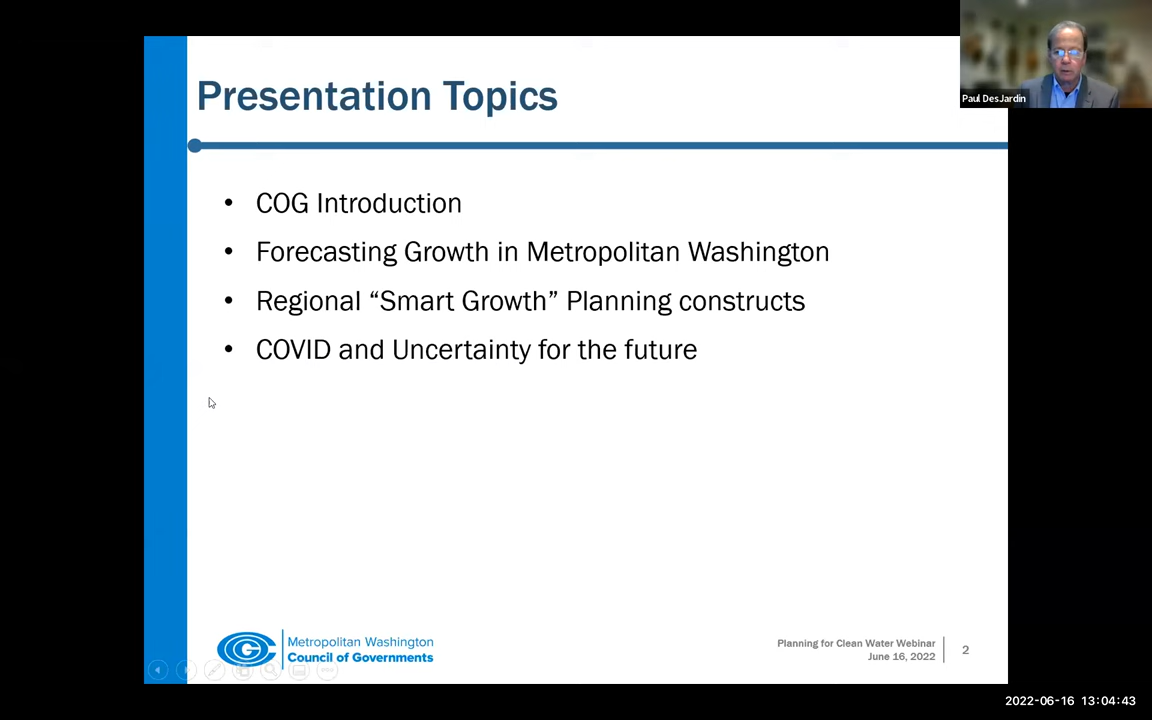 Presentation Topics
Paul DesJardin
• COG Introduction
• Forecasting Growth in Metropolitan Washington
• Regional “Smart Growth” Planning constructs
• COVID and Uncertainty for the future
Metropolitan Washington
Council of Governments
Planning for Clean Water Webinar
June 16, 2022
2
2022-06-16 13:04:43